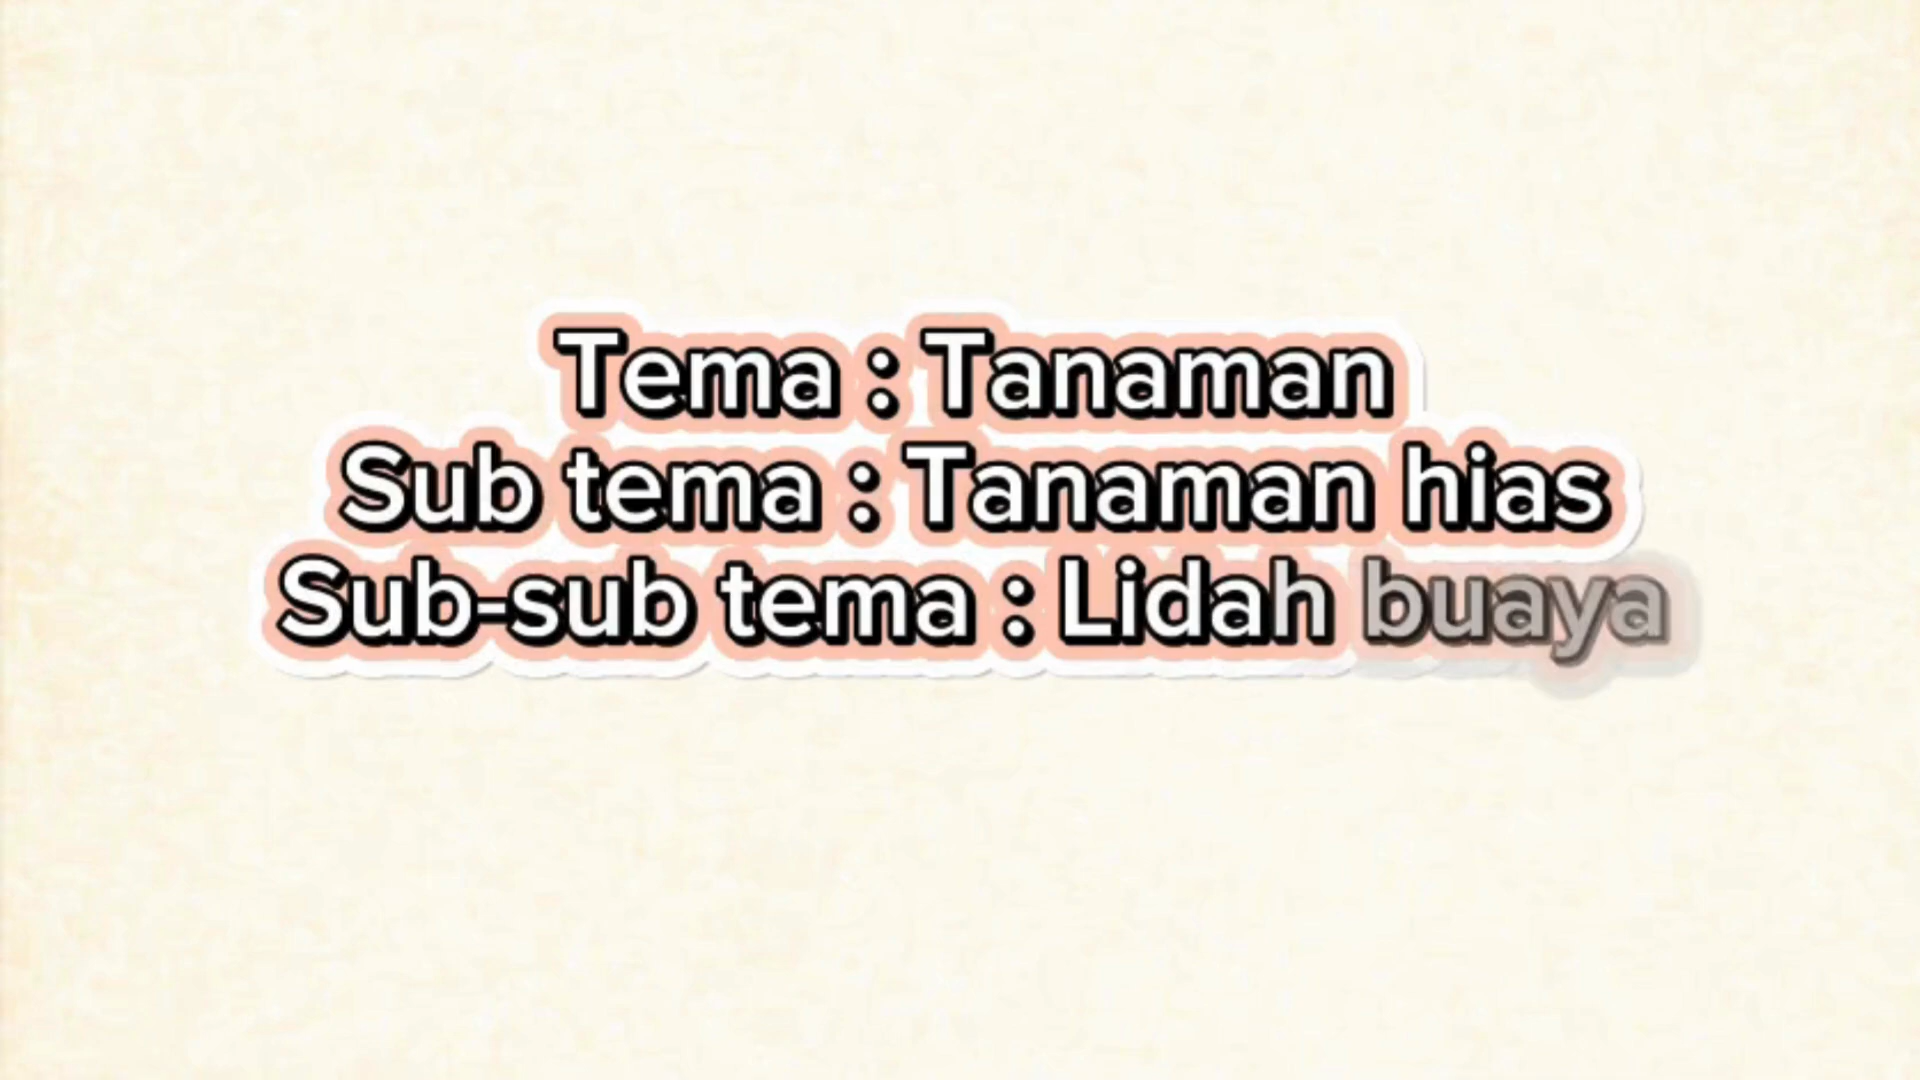 Tema : Tanaman
Sub tema : Tanaman hias
Sub-sub tema : Lidah buaya